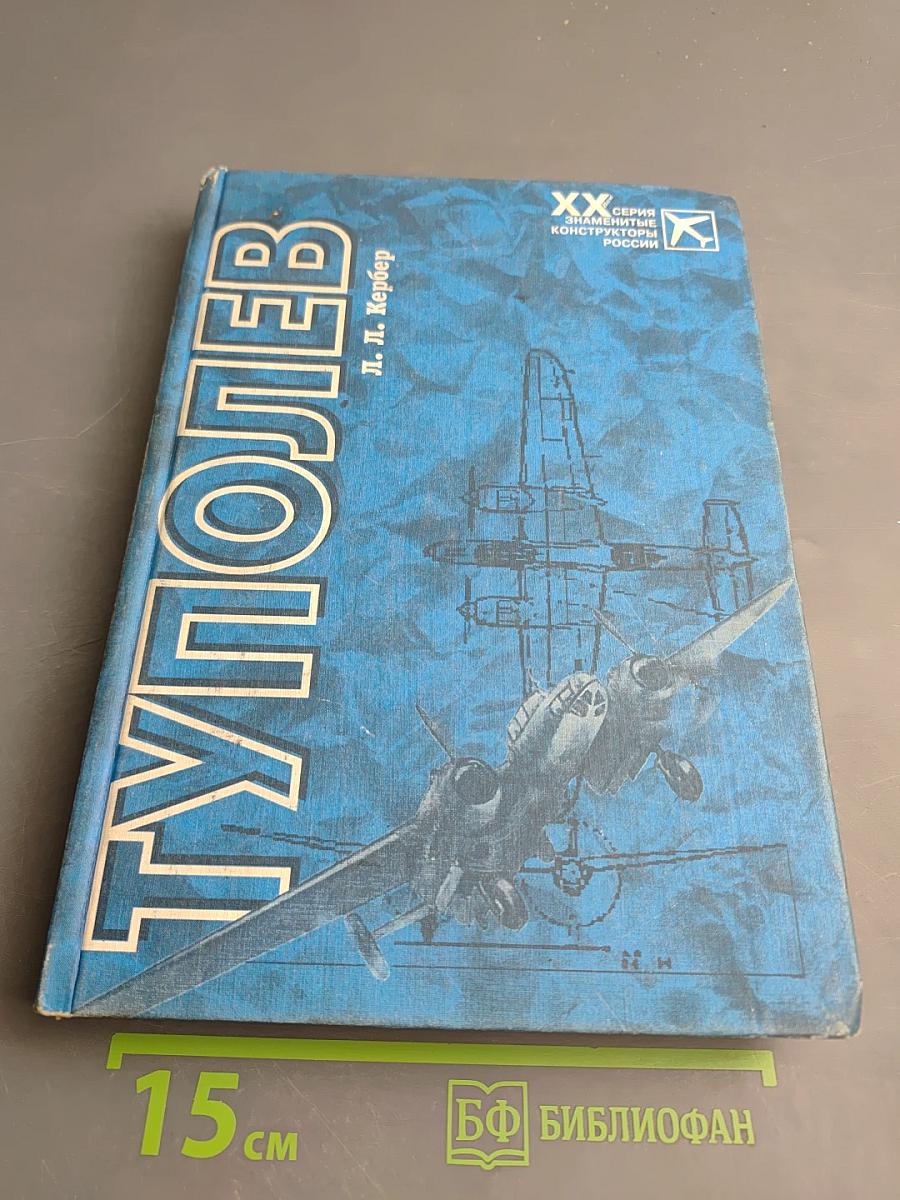 ТУПОЛЕВ
Л. Л. Кербер
XX
СЕРИЯ
ЗНАМЕНИТЫЕ
КОНСТРУКТОРЫ
РОССИИ
15 см
БФ БИБЛИОФАН